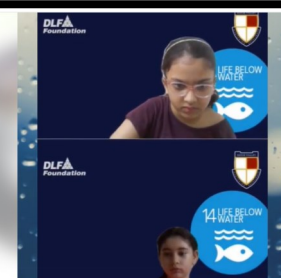 DLF
Foundation
LIFE BELOW
WATER
DLF
Foundation
14 LIFE BELOW
WATER